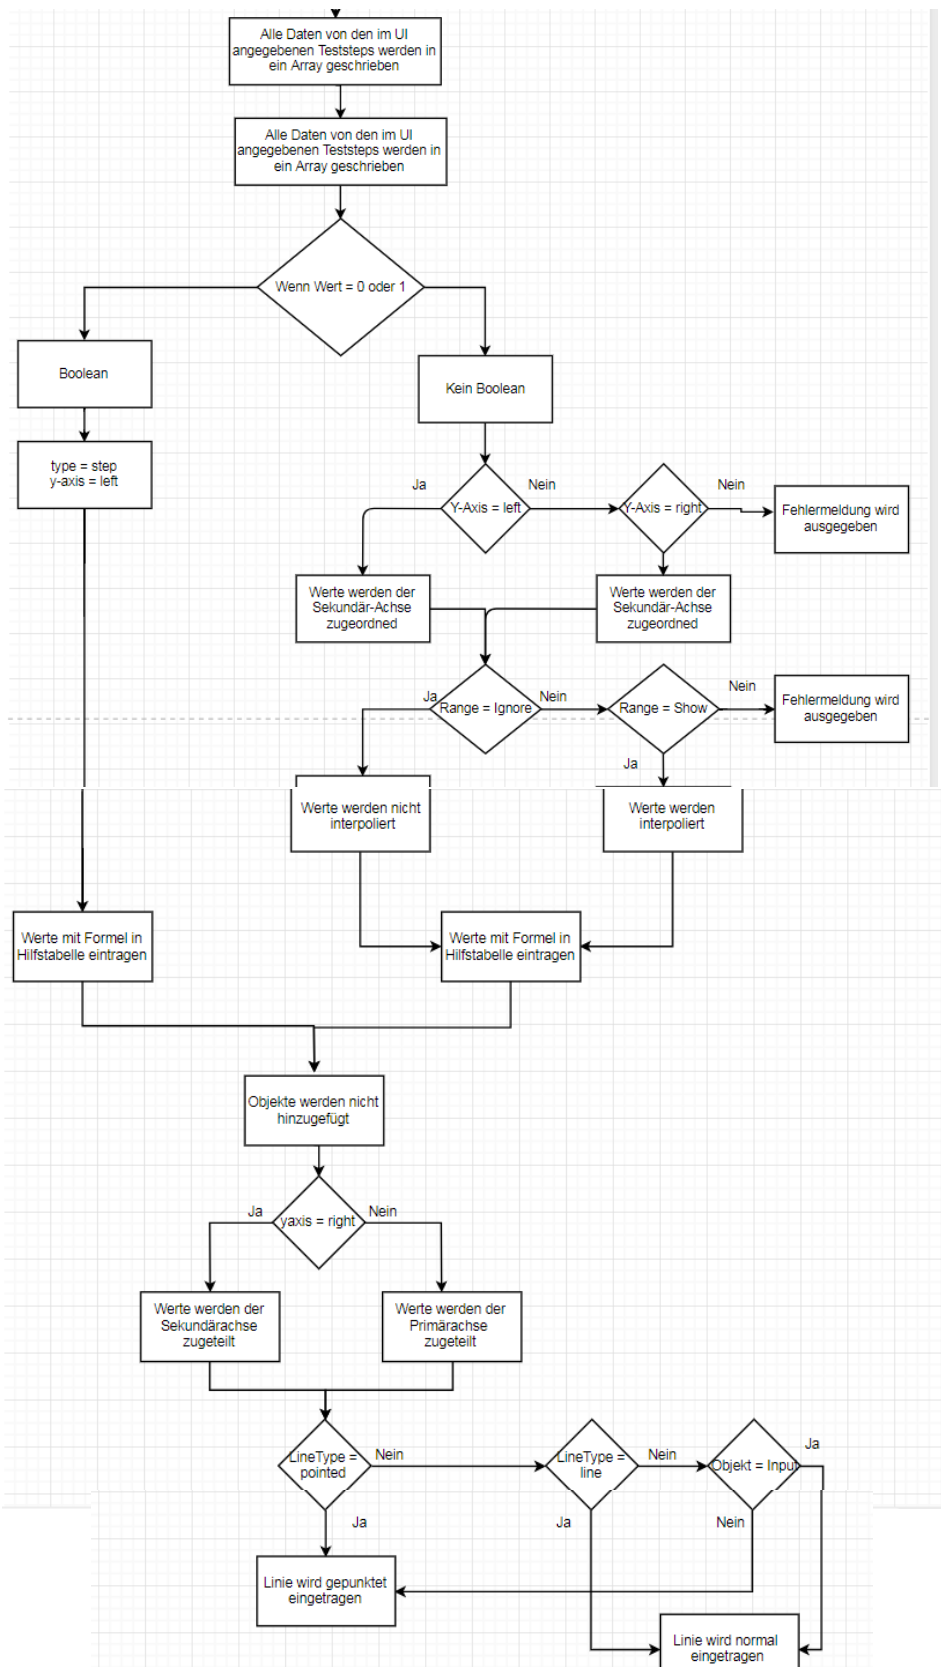 Alle Daten von den im UI
angegebenen Teststeps werden in
ein Array geschrieben
Alle Daten von den im UI
angegebenen Teststeps werden in
ein Array geschrieben
Wenn Wert = 0 oder 1
Boolean
Kein Boolean
type = step
y-axis = left
Ja
Y-Axis = left
Nein
Y-Axis = right
Nein
Fehlermeldung wird
ausgegeben
Werte werden der
Sekundär-Achse
zugeordned
Werte werden der
Sekundär-Achse
zugeordned
Ja
Range = Ignore
Nein
Range = Show
Nein
Fehlermeldung wird
ausgegeben
Ja
Werte werden nicht
interpoliert
Werte werden
interpoliert
Werte mit Formel in
Hilfstabelle eintragen
Werte mit Formel in
Hilfstabelle eintragen
Objekte werden nicht
hinzugefügt
Ja
yaxis = right
Nein
Werte werden der
Sekundärachse
zugeteilt
Werte werden der
Primärachse
zugeteilt
LineType =
pointed
Nein
LineType =
line
Nein
Objekt = Input
Ja
Ja
Ja
Nein
Linie wird gepunktet
eingetragen
Linie wird normal
eingetragen